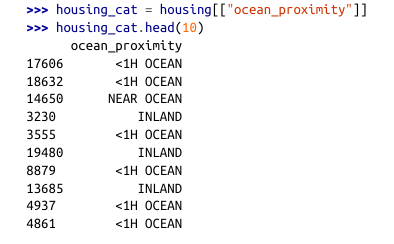 >>> housing_cat = housing[["ocean_proximity"]]
>>> housing_cat.head(10)
      ocean_proximity
17606       <1H OCEAN
18632       <1H OCEAN
14650      NEAR OCEAN
3230           INLAND
3555        <1H OCEAN
19480          INLAND
8879        <1H OCEAN
13685          INLAND
4937        <1H OCEAN
4861        <1H OCEAN